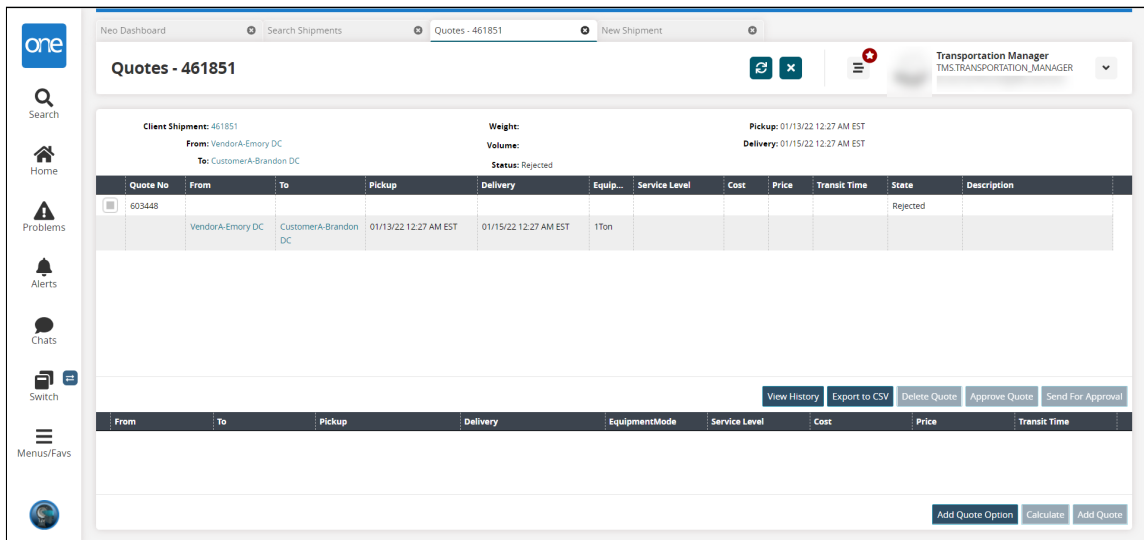 one
Search
Home
Problems
Alerts
Chats
Switch
Menus/Favs
Neo Dashboard
Search Shipments
Quotes - 461851
New Shipment
Quotes - 461851
Transportation Manager
TMS.TRANSPORTATION_MANAGER
Client Shipment: 461851
Weight:
Pickup: 01/13/22 12:27 AM EST
From: VendorA-Emory DC
Volume:
Delivery: 01/15/22 12:27 AM EST
To: CustomerA-Brandon DC
Status: Rejected
Quote No From To Pickup Delivery Equip... Service Level Cost Price Transit Time State Description
603448 Rejected
VendorA-Emory DC CustomerA-Brandon 01/13/22 12:27 AM EST 01/15/22 12:27 AM EST 1Ton
DC
View History Export to CSV Delete Quote Approve Quote Send For Approval
From To Pickup Delivery EquipmentMode Service Level Cost Price Transit Time
Add Quote Option Calculate Add Quote